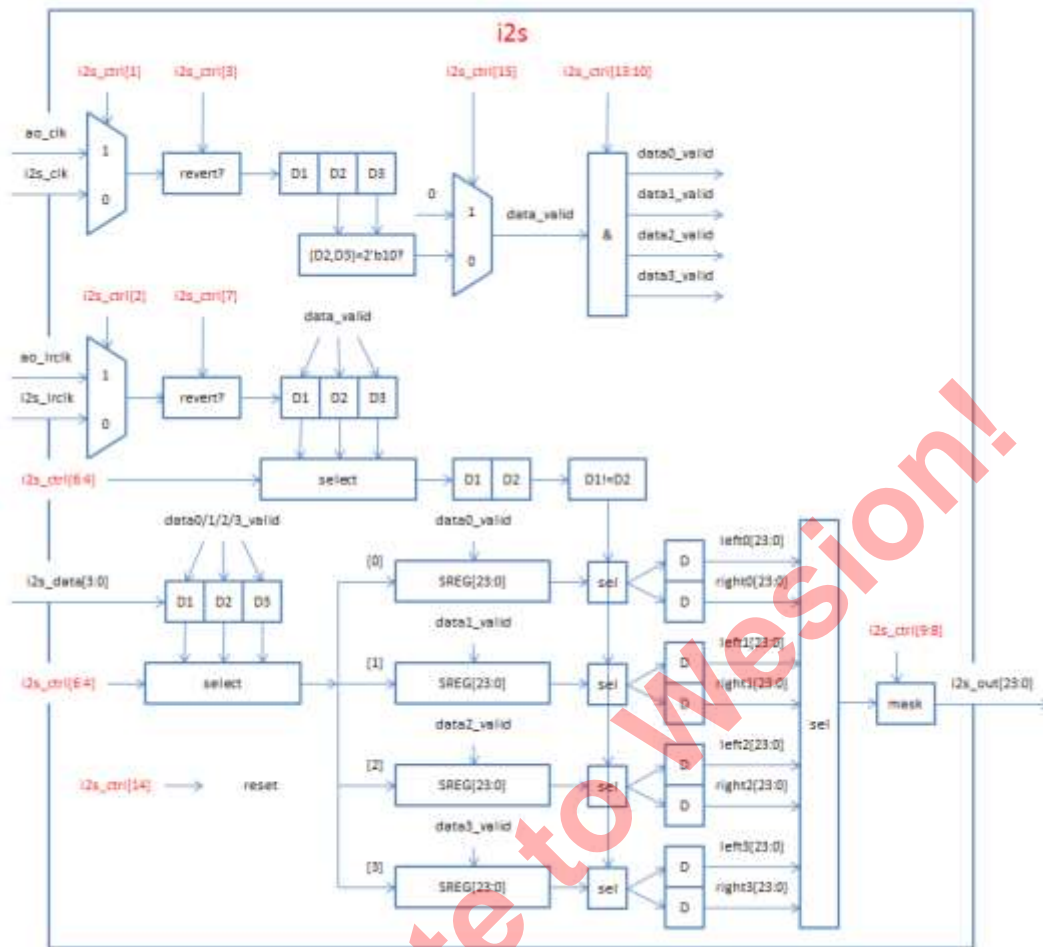 i2s
i2s_ctrl[1]
i2s_ctrl[3]
i2s_ctrl[15]
i2s_ctrl[13:10]
ao_clk
i2s_clk
1
0
revert?
D1 D2 D3
{D2,D3}=2'b10?
0
1
0
data_valid
&
data0_valid
data1_valid
data2_valid
data3_valid
i2s_ctrl[2]
i2s_ctrl[7]
data_valid
ao_lrclk
i2s_lrclk
1
0
revert?
D1 D2 D3
i2s_ctrl[6:4]
select
D1 D2
D1!=D2
data0/1/2/3_valid
i2s_data[3:0]
D1 D2 D3
i2s_ctrl[6:4]
select
data0_valid
[0]
SREG[23:0]
sel
D
D
left0[23:0]
right0[23:0]
data1_valid
[1]
SREG[23:0]
sel
D
D
left1[23:0]
right1[23:0]
data2_valid
[2]
SREG[23:0]
sel
D
D
left2[23:0]
right2[23:0]
data3_valid
[3]
SREG[23:0]
sel
D
D
left3[23:0]
right3[23:0]
sel
i2s_ctrl[9:8]
mask
i2s_out[23:0]
i2s_ctrl[14]
reset
te to Wesion!